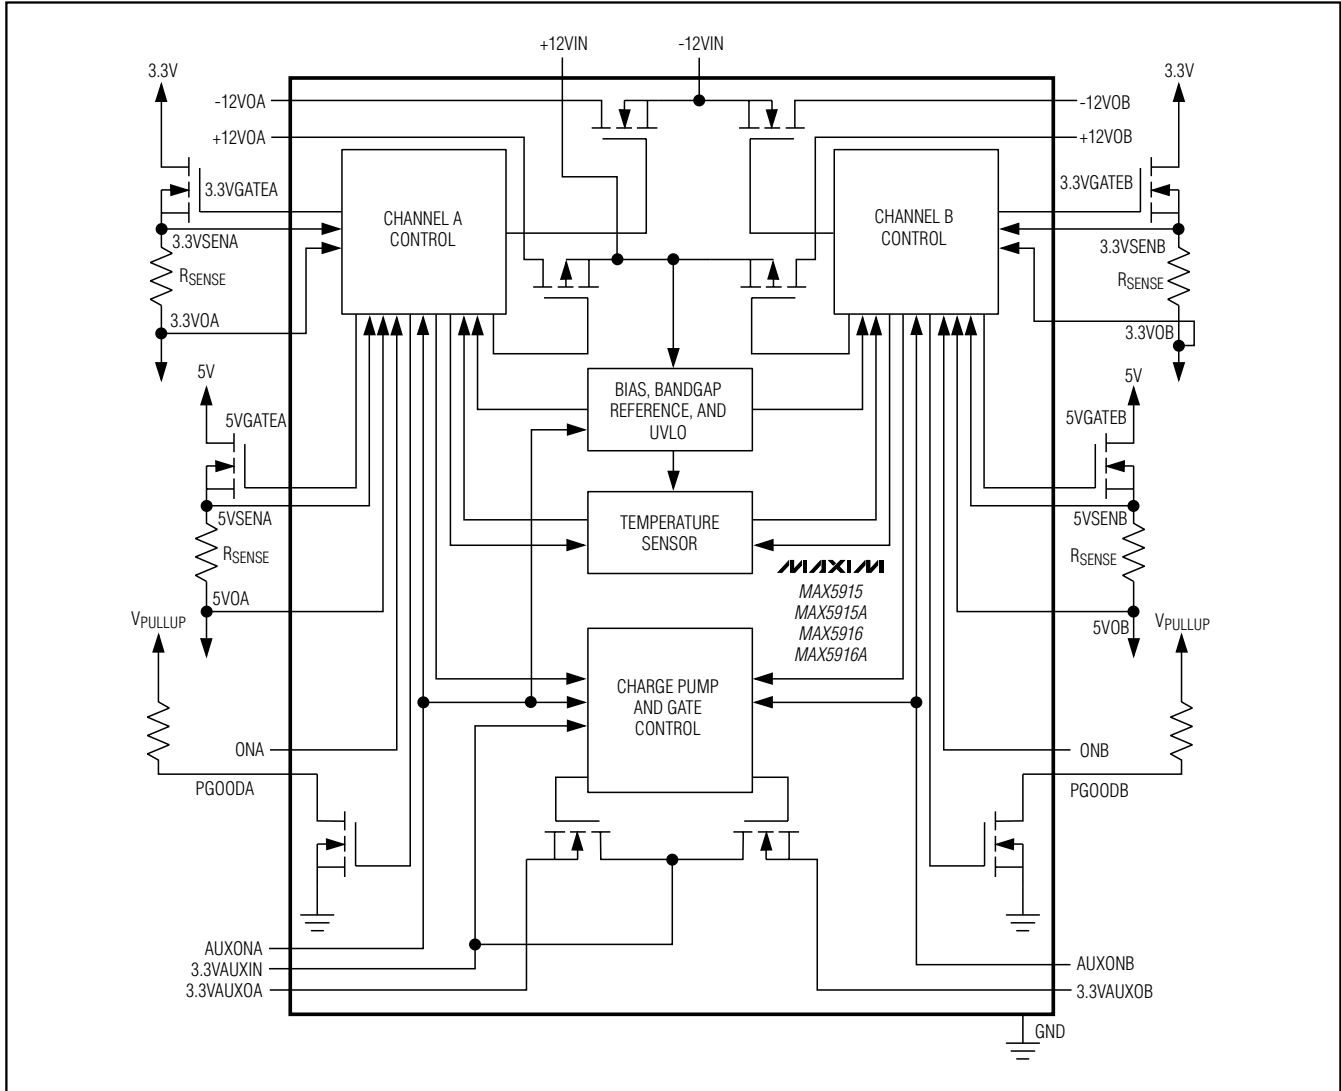 +12VIN
-12VIN
3.3V
3.3V
-12VOA
-12VOB
+12VOA
+12VOB
3.3VGATEA
3.3VGATEB
CHANNEL A
CONTROL
CHANNEL B
CONTROL
3.3VSENA
3.3VSENB
RSENSE
RSENSE
3.3VOA
3.3VOB
5V
5V
BIAS, BANDGAP
REFERENCE, AND
UVLO
5VGATEA
5VGATEB
5VSENA
5VSENB
TEMPERATURE
SENSOR
RSENSE
RSENSE
MAXIM
MAX5915
MAX5915A
MAX5916
MAX5916A
5VOA
5VOB
VPULLUP
VPULLUP
CHARGE PUMP
AND GATE
CONTROL
ONA
ONB
PGOODA
PGOODB
AUXONA
AUXONB
3.3VAUXIN
3.3VAUXOA
3.3VAUXOB
GND